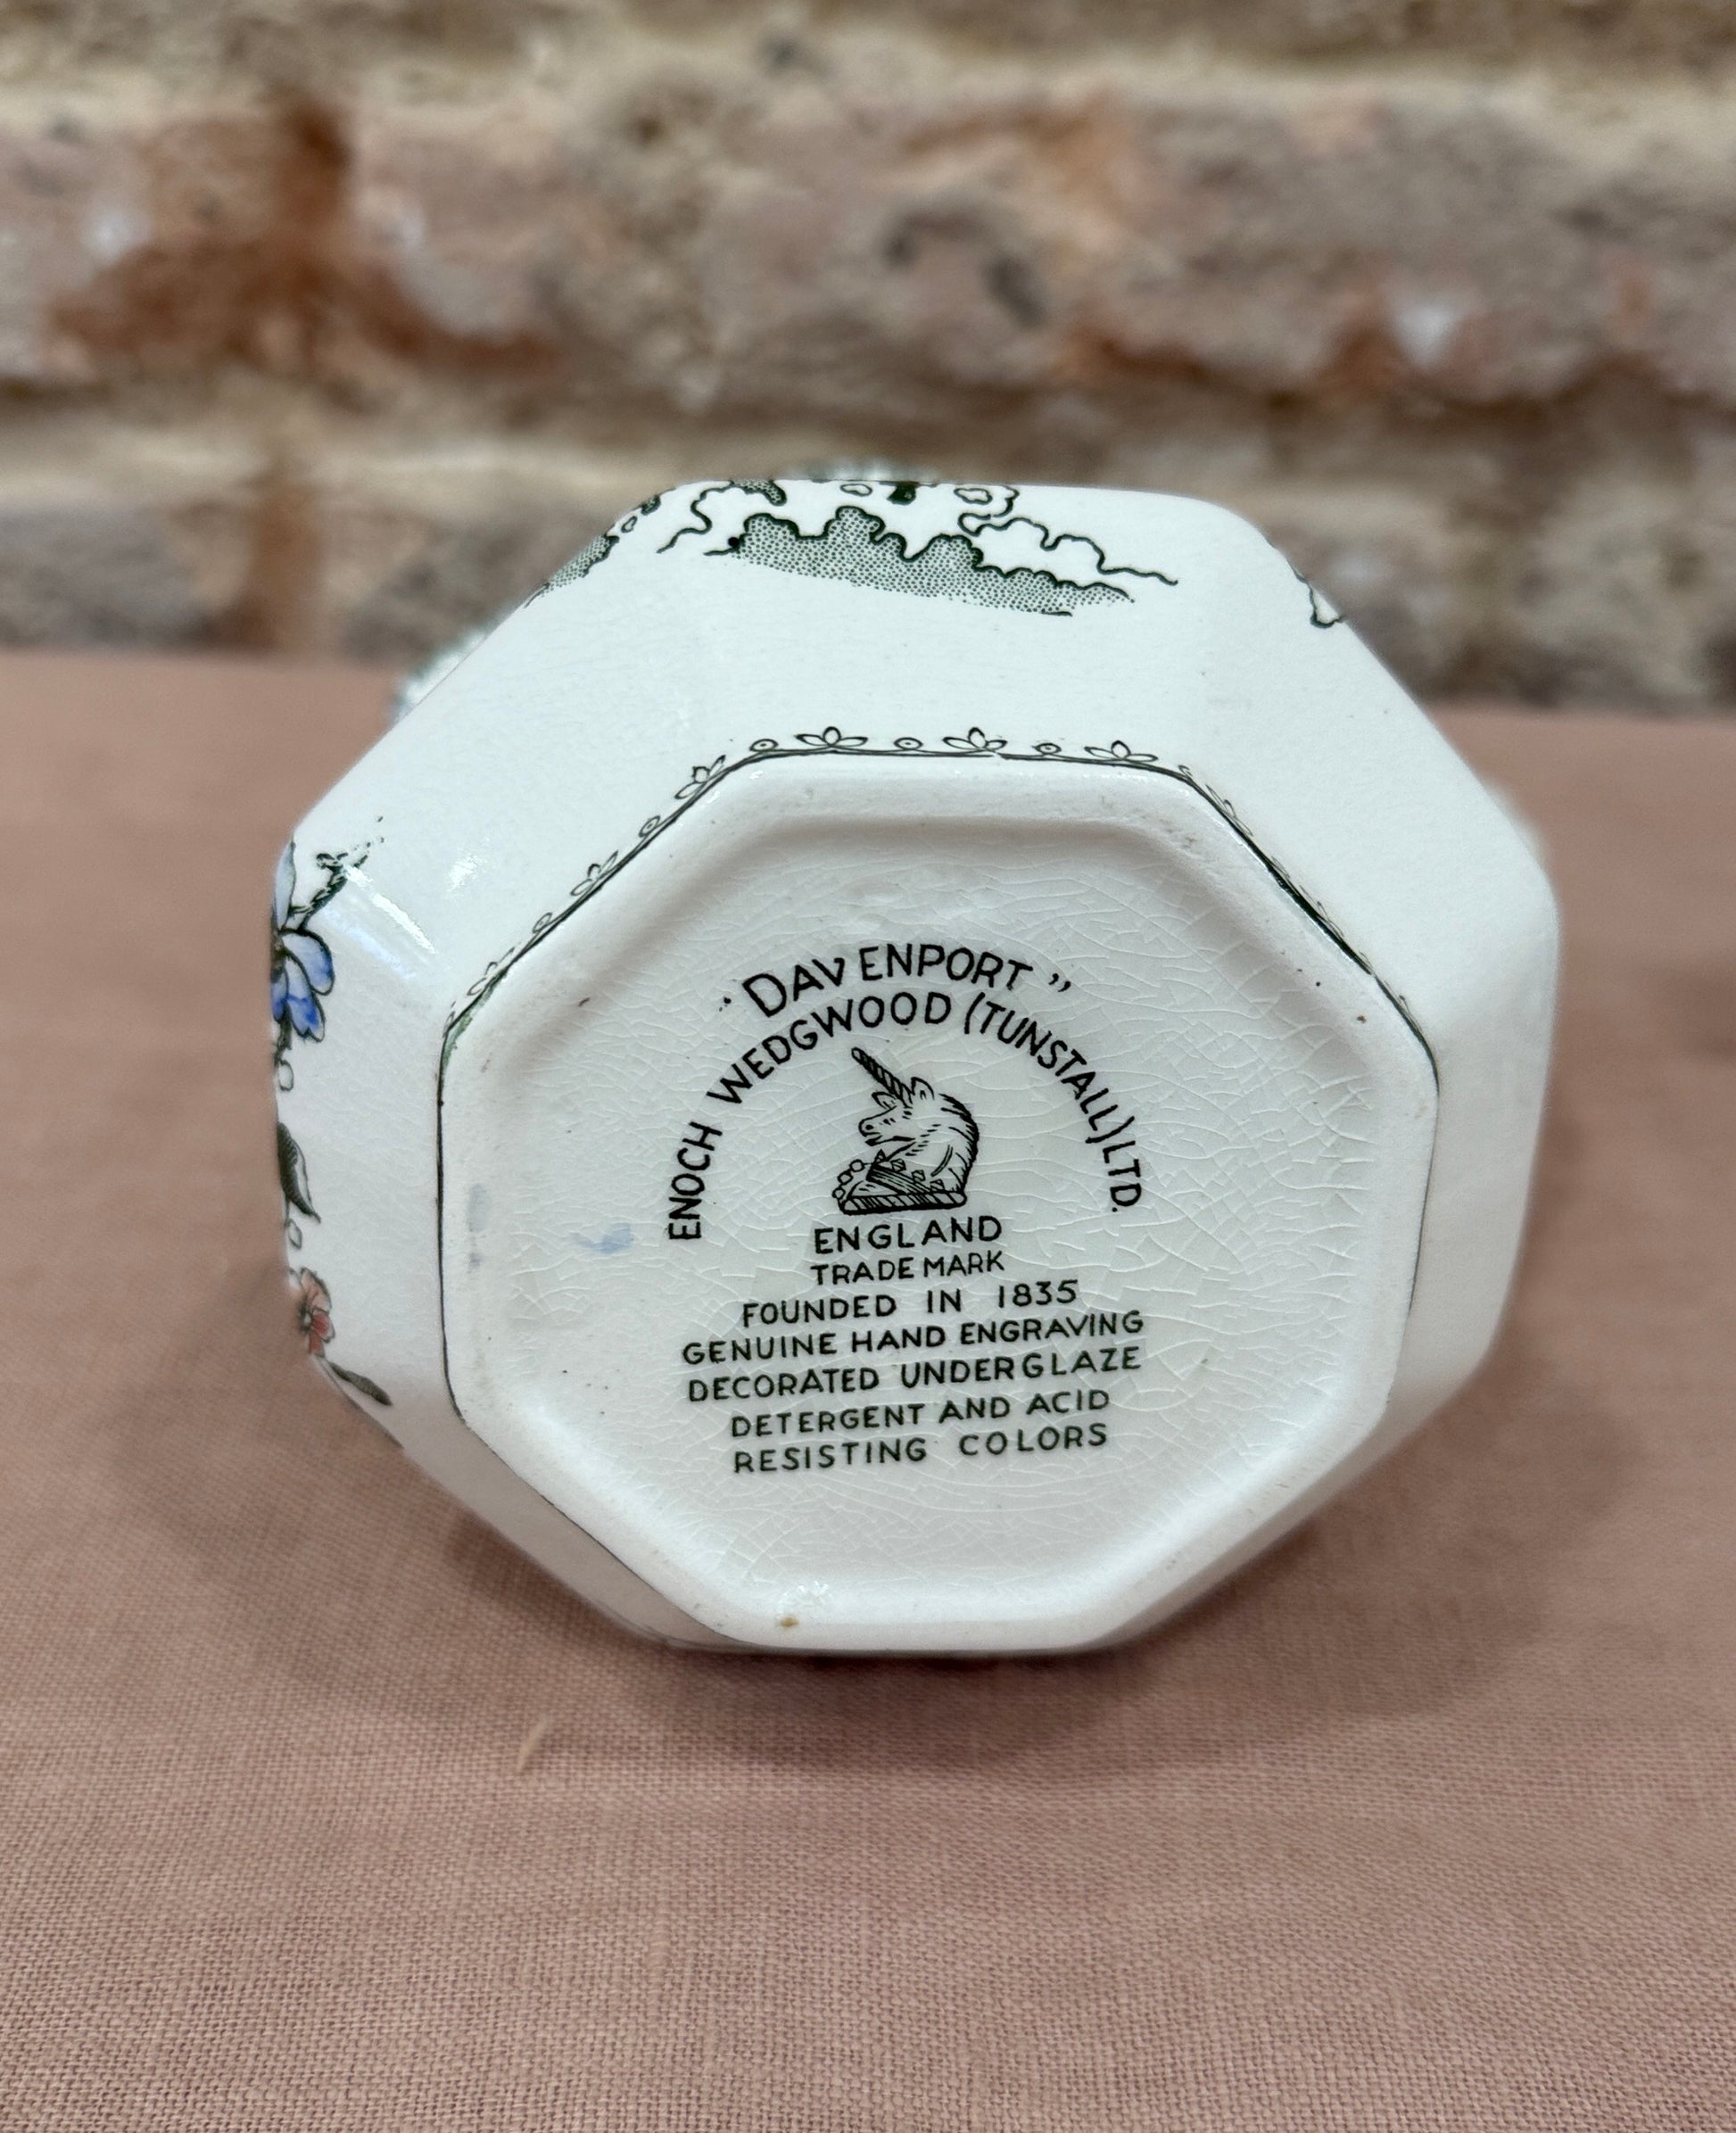 "DAVENPORT"
ENOCH WEDGWOOD (TUNSTALL) LTD.
ENGLAND
TRADE MARK
FOUNDED IN 1835
GENUINE HAND ENGRAVING
DECORATED UNDERGLAZE
DETERGENT AND ACID
RESISTING COLORS